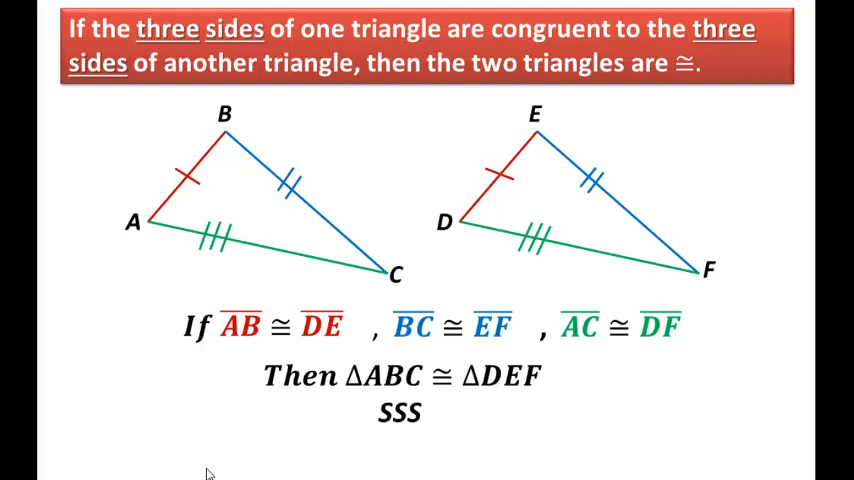 If the three sides of one triangle are congruent to the three
sides of another triangle, then the two triangles are ≅.
B
E
A
D
C
F
If AB̅ ≅ DE̅ , BC̅ ≅ EF̅ , AC̅ ≅ DF̅
Then ΔABC ≅ ΔDEF
SSS